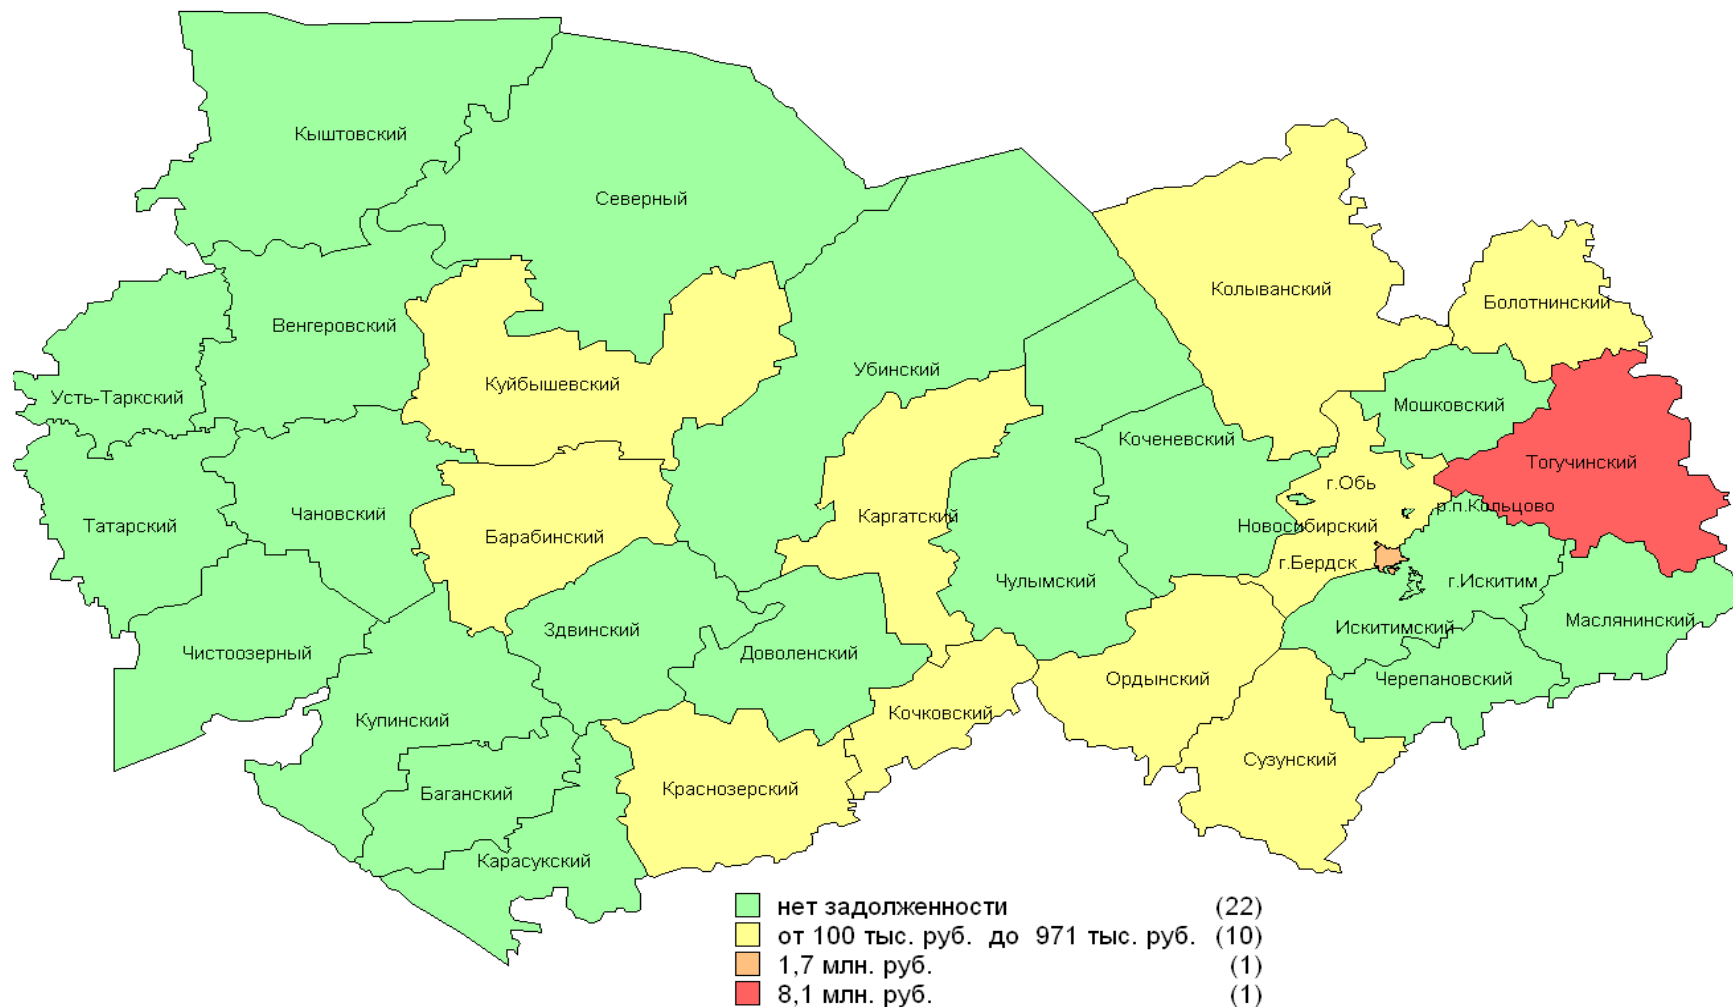 Кыштовский
Северный
Колыванский
Болотнинский
Венгеровский
Убинский
Куйбышевский
Усть-Таркский
Мошковский
Коченевский
Тогучинский
г.Обь
р.п.Кольцово
Каргатский
Новосибирский
Татарский
Чановский
Барабинский
г.Бердск
Чулымский
г.Искитим
Маслянинский
Искитимский
Здвинский
Чистоозерный
Доволенский
Ордынский
Черепановский
Кочковский
Купинский
Сузунский
Краснозерский
Баганский
Карасукский
нет задолженности (22)
от 100 тыс. руб. до 971 тыс. руб. (10)
1,7 млн. руб. (1)
8,1 млн. руб. (1)